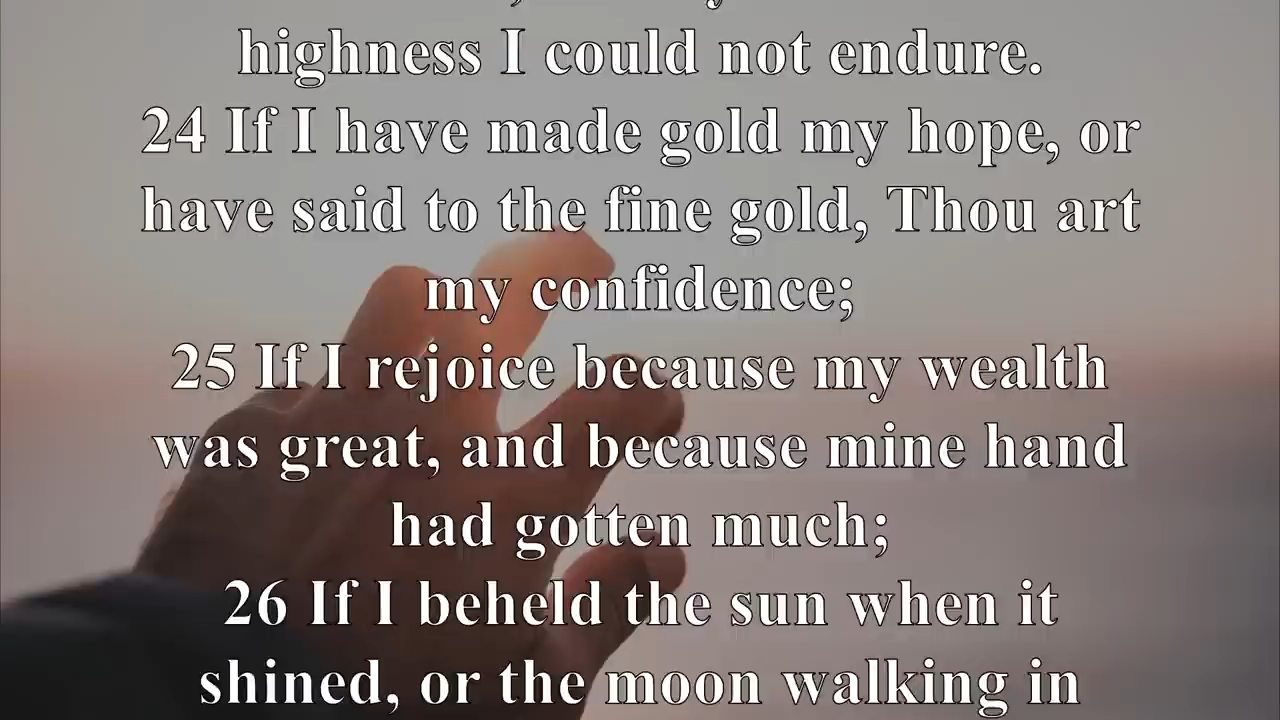 highness I could not endure.
24 If I have made gold my hope, or
have said to the fine gold, Thou art
my confidence;
25 If I rejoice because my wealth
was great, and because mine hand
had gotten much;
26 If I beheld the sun when it
shined, or the moon walking in